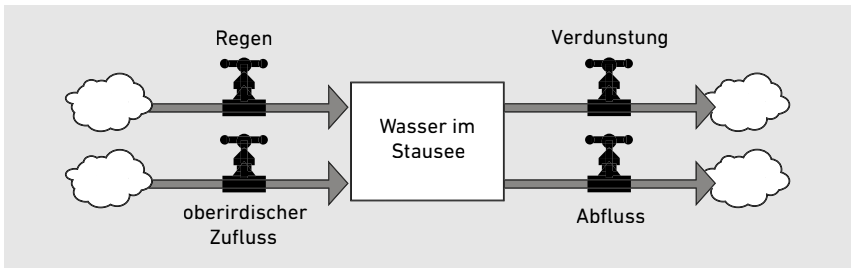 Regen
Verdunstung
Wasser im
Stausee
oberirdischer
Zufluss
Abfluss